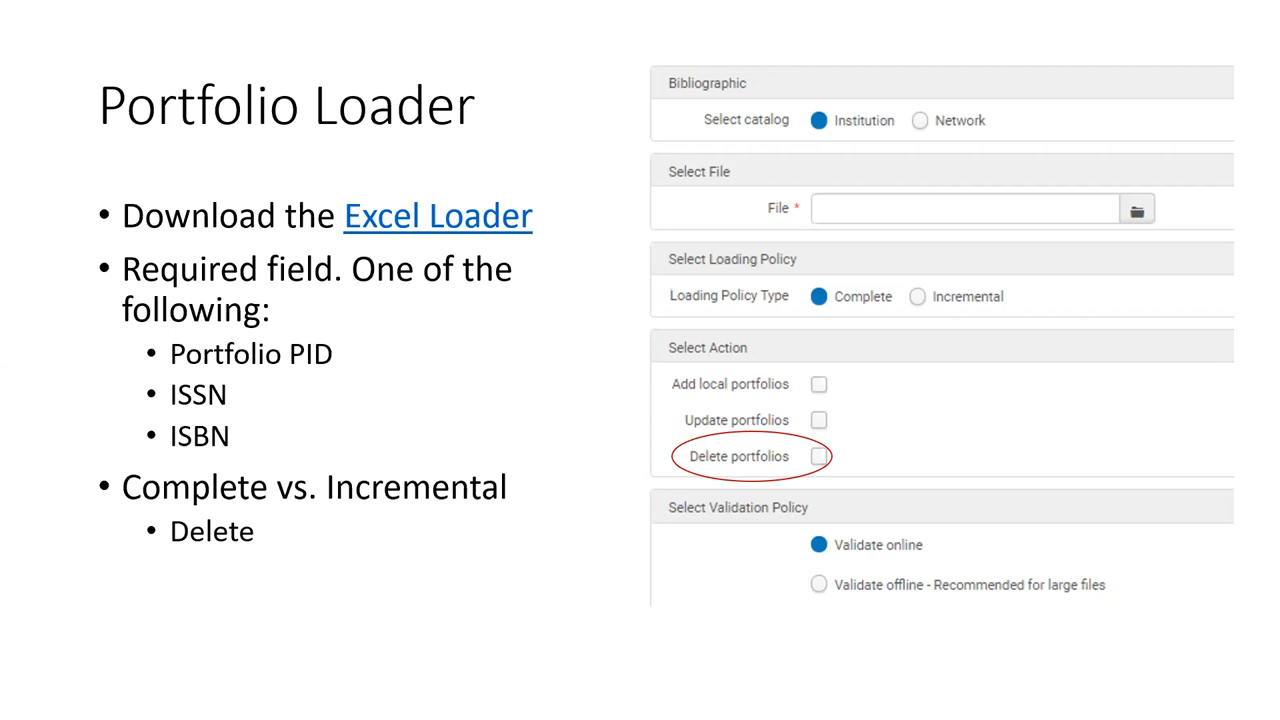 Portfolio Loader
• Download the Excel Loader
• Required field. One of the
following:
• Portfolio PID
• ISSN
• ISBN
• Complete vs. Incremental
• Delete
Bibliographic
Select catalog Institution Network
Select File
File *
Select Loading Policy
Loading Policy Type Complete Incremental
Select Action
Add local portfolios
Update portfolios
Delete portfolios
Select Validation Policy
Validate online
Validate offline - Recommended for large files